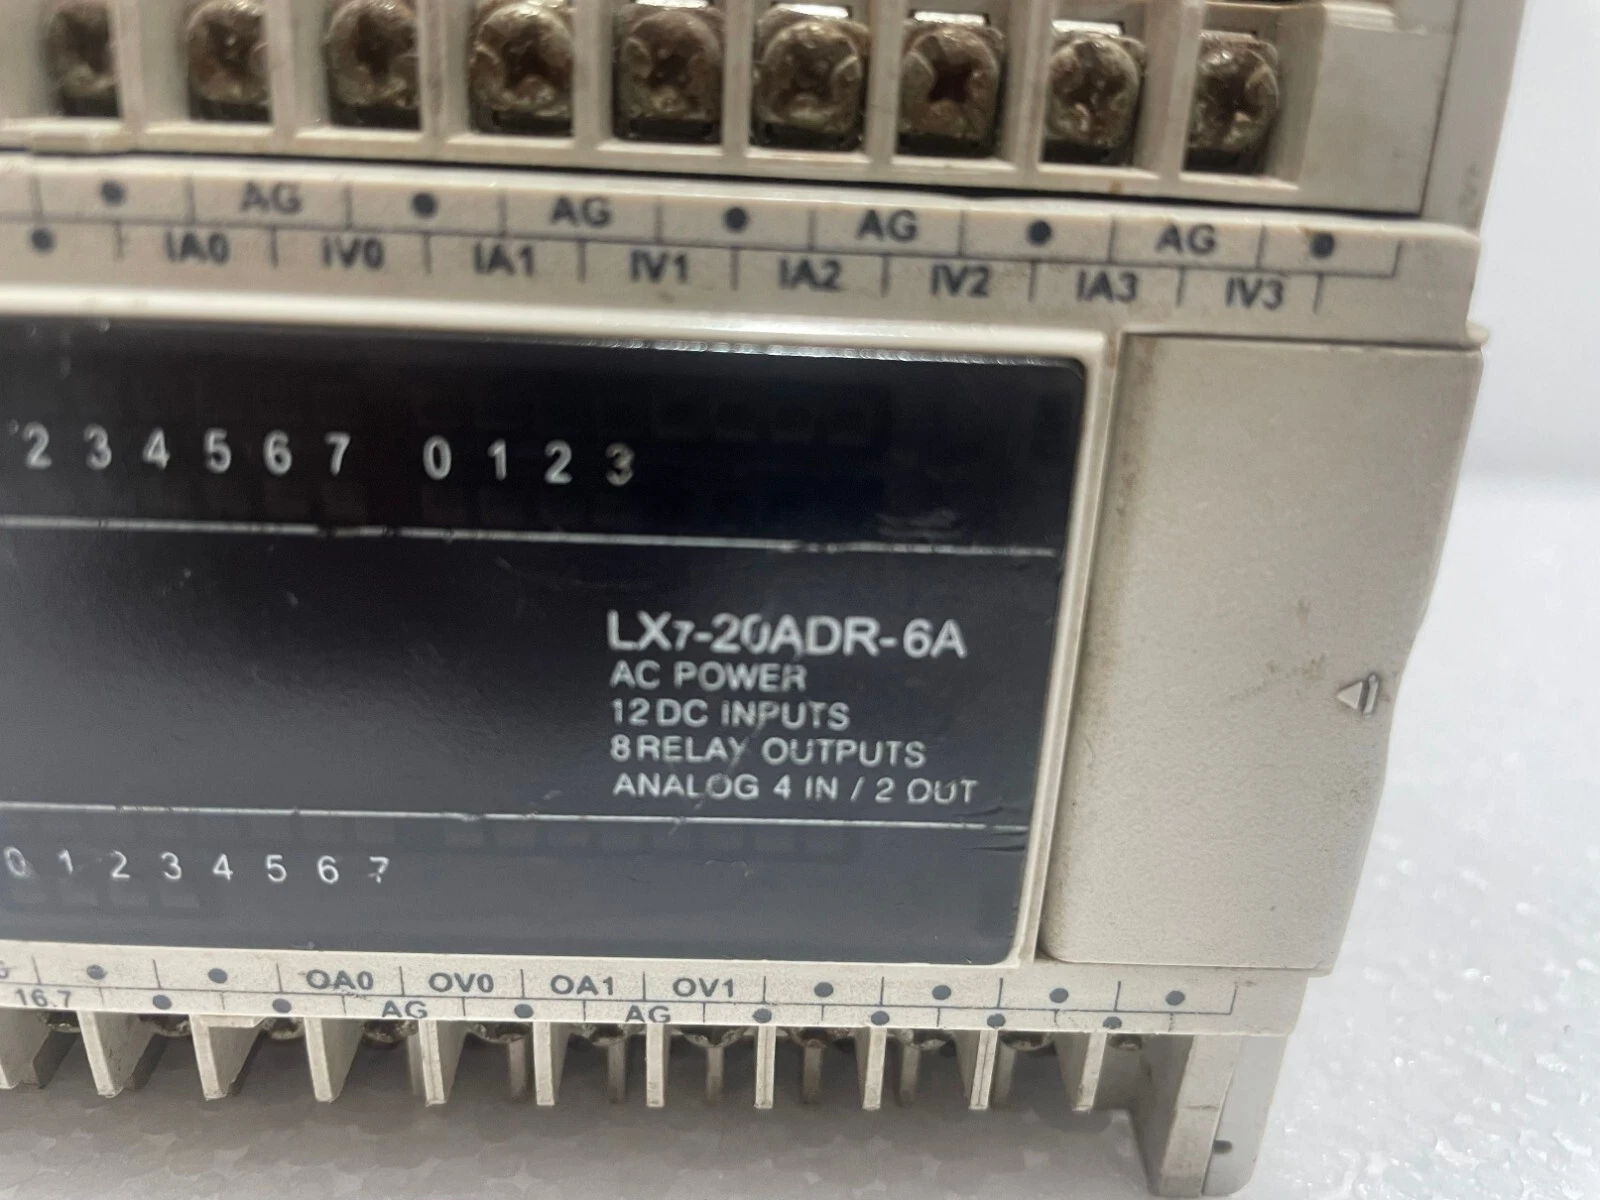 AG AG AG AG
IA0 IV0 IA1 IV1 IA2 IV2 IA3 IV3
2 3 4 5 6 7 0 1 2 3
LX7-20ADR-6A
AC POWER
12 DC INPUTS
8 RELAY OUTPUTS
ANALOG 4 IN / 2 OUT
0 1 2 3 4 5 6 7
OA0 OV0 OA1 OV1
16.7 AG AG